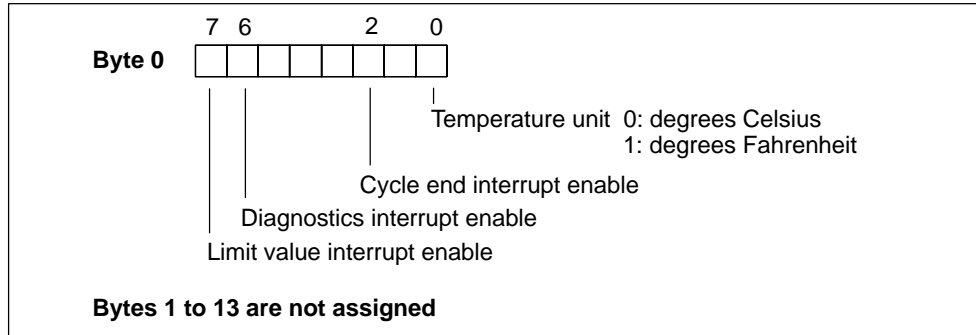 7 6 2 0
Byte 0
Temperature unit 0: degrees Celsius
1: degrees Fahrenheit
Cycle end interrupt enable
Diagnostics interrupt enable
Limit value interrupt enable
Bytes 1 to 13 are not assigned